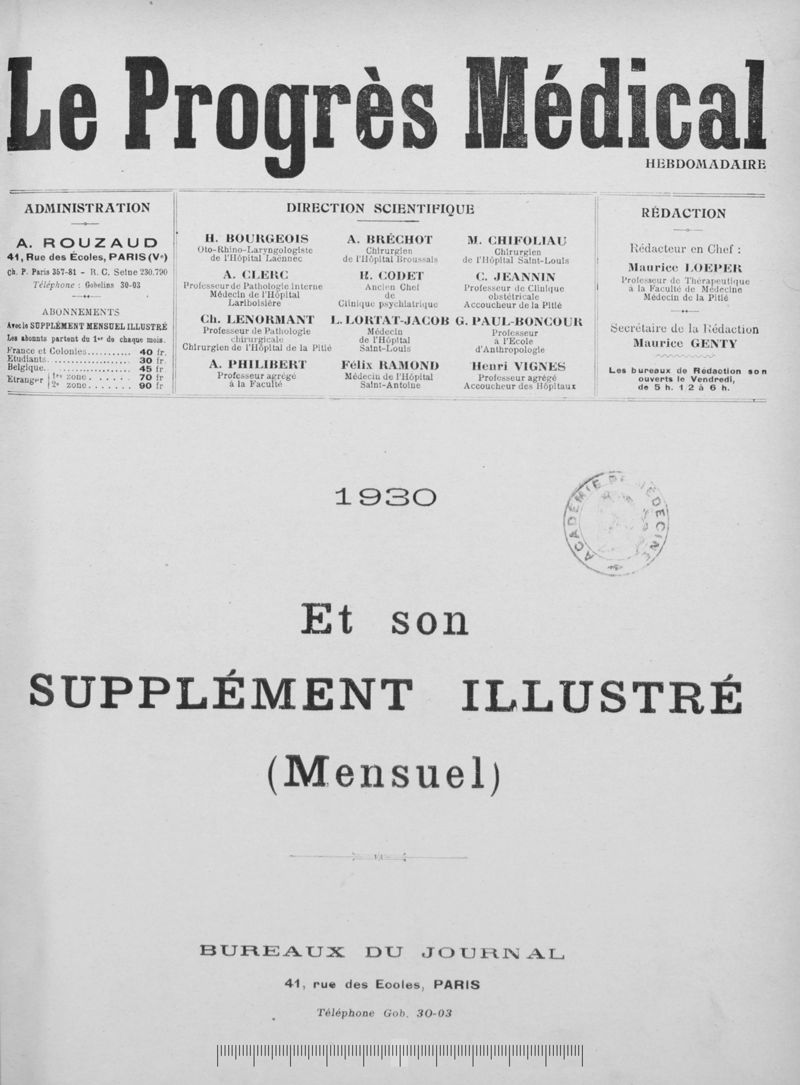 Le Progrès Médical
HEBDOMADAIRE
ADMINISTRATION
A. ROUZAUD
41, Rue des Écoles, PARIS (Vᵉ)
Ch. P. Paris 357-81 - R. C. Seine 230.790
Téléphone : Gobelins 30-03
ABONNEMENTS
Avec le SUPPLÉMENT MENSUEL ILLUSTRÉ
Les abonnts partent du 1ᵉʳ de chaque mois.
France et Colonies........... 40 fr.
Etudiants.................... 30 fr.
Belgique..................... 45 fr
Etranger 1ʳᵉ zone...... 70 fr
2ᵉ zone....... 90 fr
DIRECTION SCIENTIFIQUE
H. BOURGEOIS
Oto-Rhino-Laryngologiste
de l'Hôpital Laënnec
A. CLERC
Professeur de Pathologie Interne
Médecin de l'Hôpital
Lariboisière
Ch. LENORMANT
Professeur de Pathologie
chirurgicale
Chirurgien de l'Hôpital de la Pitié
A. PHILIBERT
Professeur agrégé
à la Faculté
A. BRÉCHOT
Chirurgien
de l'Hôpital Broussais
H. CODET
Ancien Chef
de
Clinique psychiatrique
L. LORTAT-JACOB
Médecin
de l'Hôpital
Saint-Louis
Félix RAMOND
Médecin de l'Hôpital
Saint-Antoine
M. CHIFOLIAU
Chirurgien
de l'Hôpital Saint-Louis
C. JEANNIN
Professeur de Clinique
obstétricale
Accoucheur de la Pitié
G. PAUL-BONCOUR
Professeur
à l'Ecole
d'Anthropologie
Henri VIGNES
Professeur agrégé
Accoucheur des Hôpitaux
RÉDACTION
Rédacteur en Chef :
Maurice LOEPER
Professeur de Thérapeutique
à la Faculté de Médecine
Médecin de la Pitié
Secrétaire de la Rédaction
Maurice GENTY
Les bureaux de Rédaction son
ouverts le Vendredi,
de 5 h. 1 2 à 6 h.
1930
ACADÉMIE DE MÉDECINE
Et son
SUPPLÉMENT ILLUSTRÉ
(Mensuel)
BUREAUX DU JOURNAL
41, rue des Ecoles, PARIS
Téléphone Gob. 30-03